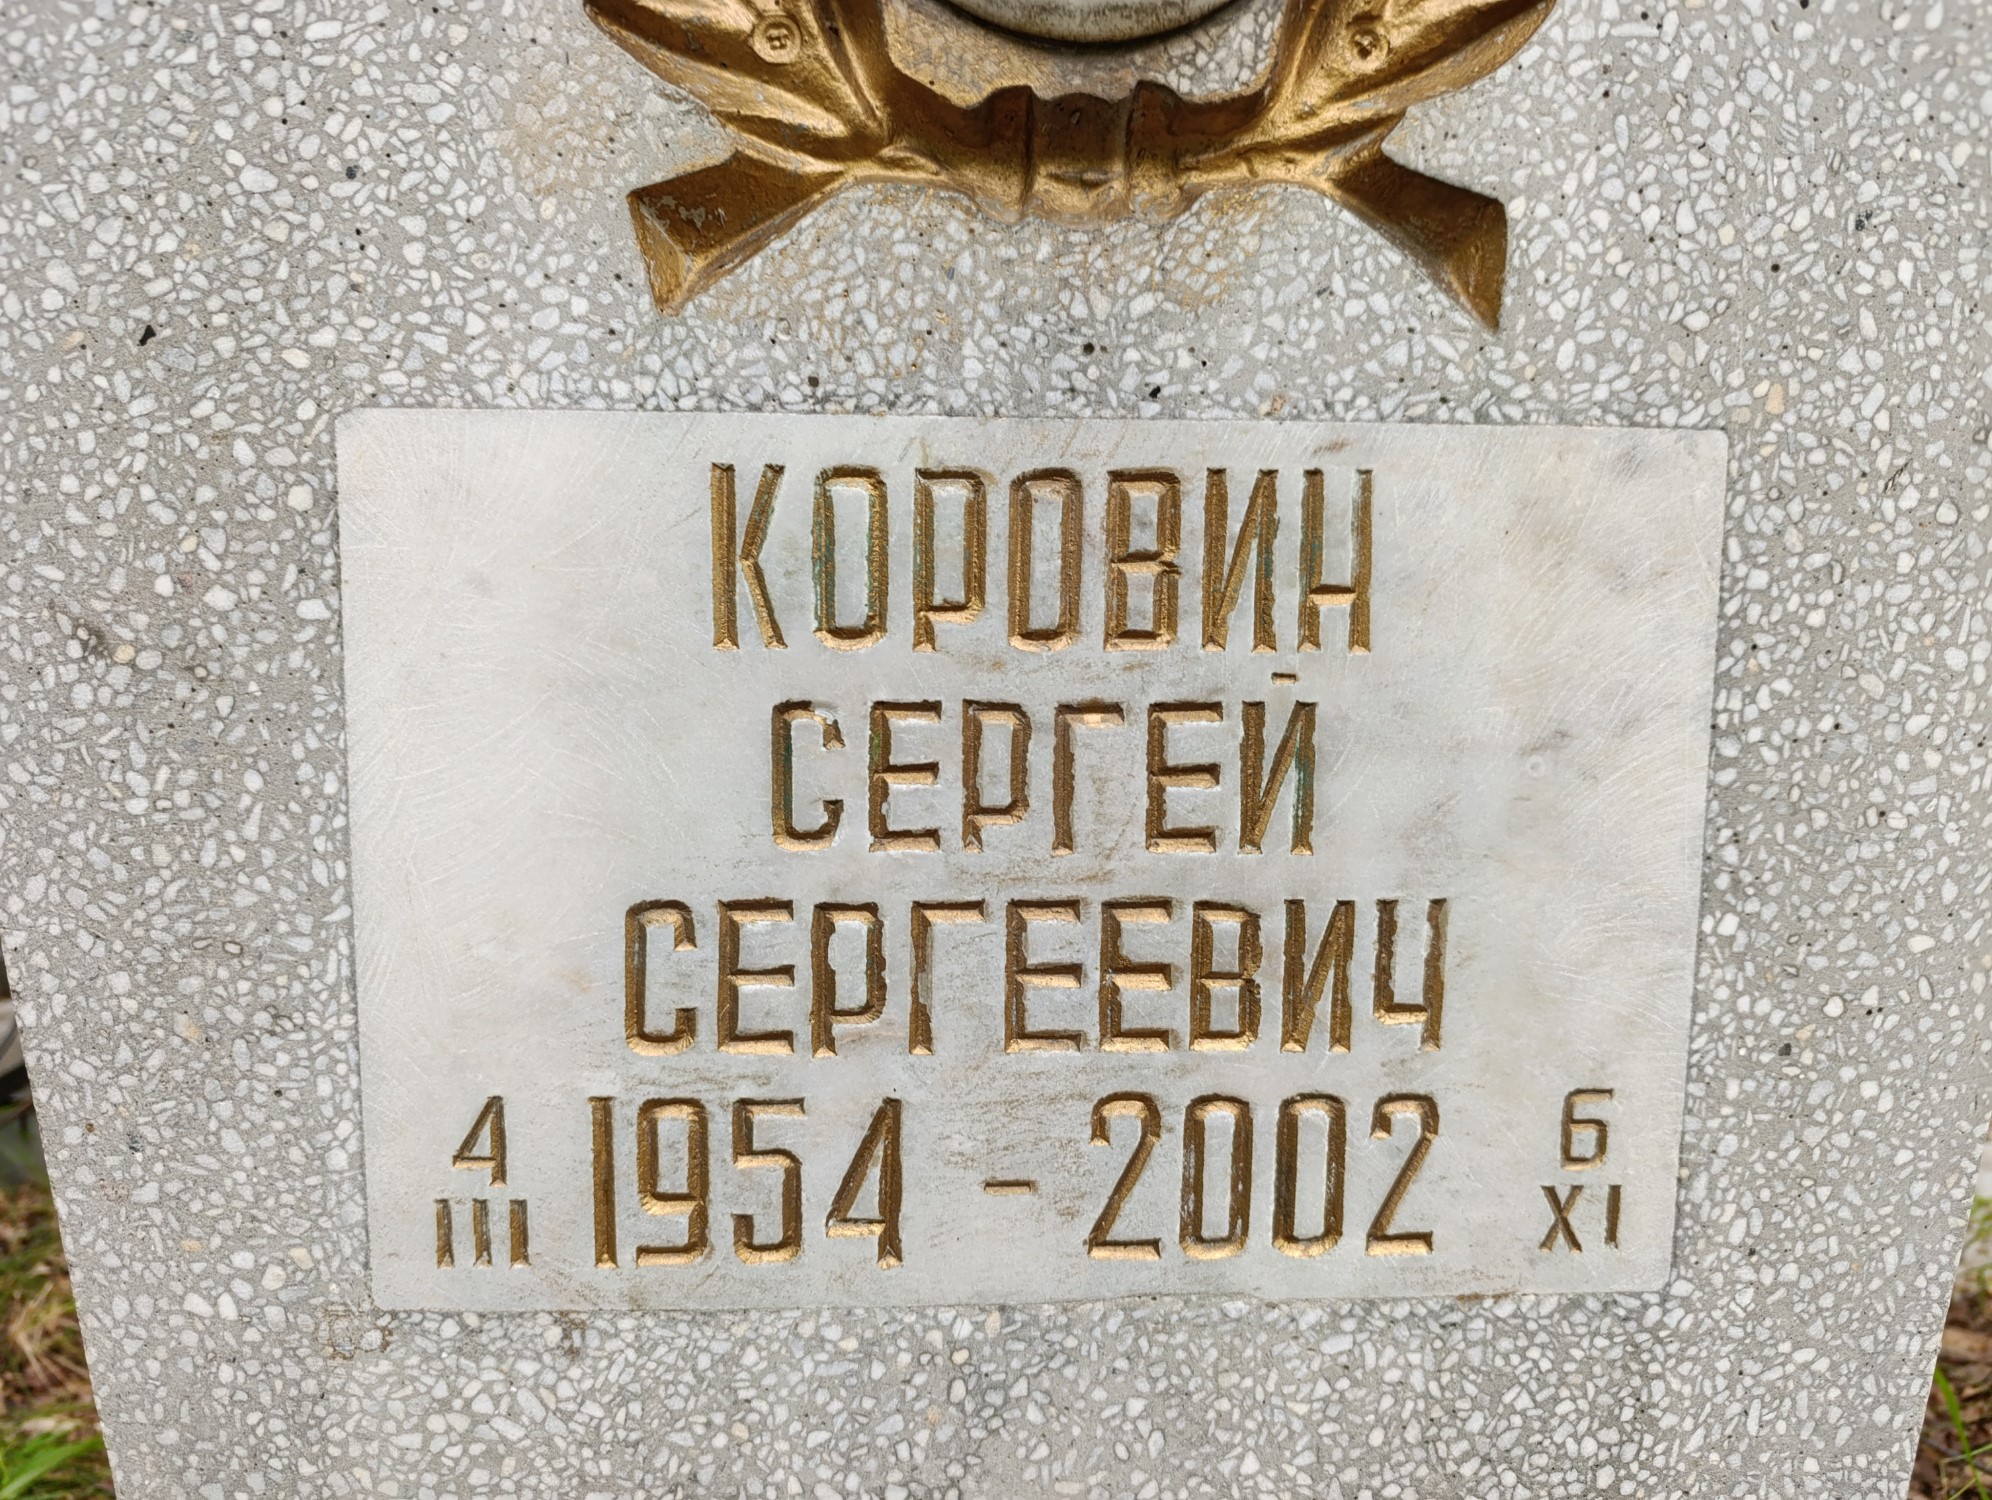 КОРОВИН
СЕРГЕЙ
СЕРГЕЕВИЧ
4
III 1954 - 2002 6
XI